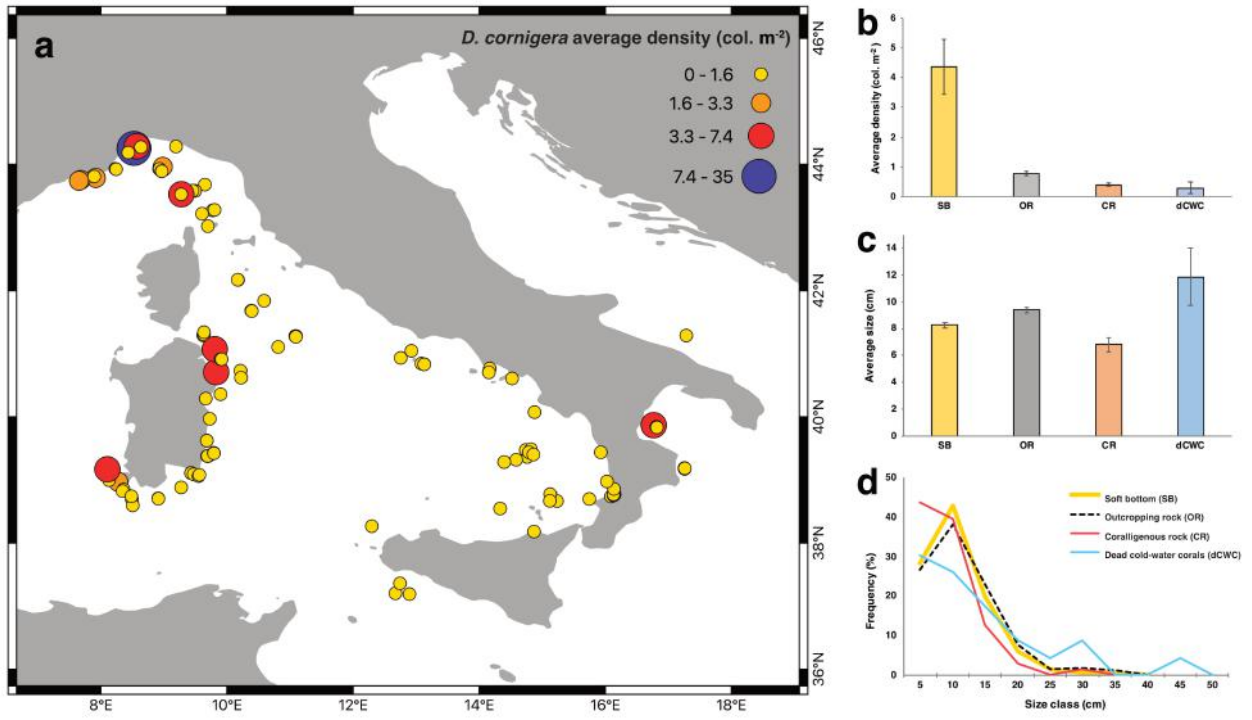 a
D. cornigera average density (col. m⁻²)
0 - 1.6
1.6 - 3.3
3.3 - 7.4
7.4 - 35
46°N
44°N
42°N
40°N
38°N
36°N
8°E
10°E
12°E
14°E
16°E
18°E
b
Average density (col. m⁻²)
6
5
4
3
2
1
0
SB
OR
CR
dCWC
c
Average size (cm)
14
12
10
8
6
4
2
0
SB
OR
CR
dCWC
d
Frequency (%)
50
40
30
20
10
0
Soft bottom (SB)
Outcropping rock (OR)
Coralligenous rock (CR)
Dead cold-water corals (dCWC)
5
10
15
20
25
30
35
40
45
50
Size class (cm)